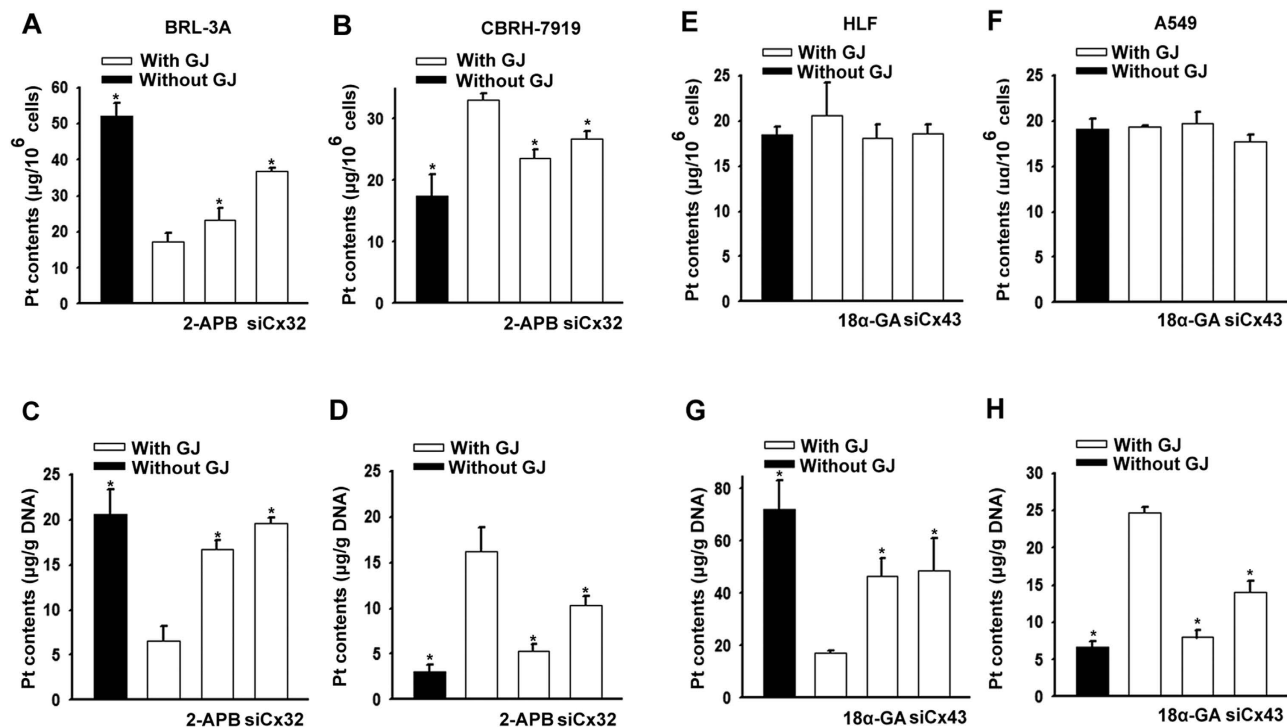 A
BRL-3A
With GJ
Without GJ
Pt contents (µg/10⁶ cells)
60
50
40
30
20
10
0
*
*
*
2-APB siCx32
B
CBRH-7919
With GJ
Without GJ
Pt contents (µg/10⁶ cells)
30
20
10
0
*
*
*
2-APB siCx32
E
HLF
With GJ
Without GJ
Pt contents (µg/10⁶ cells)
25
20
15
10
5
0
18α-GA siCx43
F
A549
With GJ
Without GJ
Pt contents (µg/10⁶ cells)
25
20
15
10
5
0
18α-GA siCx43
C
With GJ
Without GJ
Pt contents (µg/g DNA)
25
20
15
10
5
0
*
*
*
2-APB siCx32
D
With GJ
Without GJ
Pt contents (µg/g DNA)
25
20
15
10
5
0
*
*
*
2-APB siCx32
G
With GJ
Without GJ
Pt contents (µg/g DNA)
80
60
40
20
0
*
*
*
18α-GA siCx43
H
With GJ
Without GJ
Pt contents (µg/g DNA)
30
25
20
15
10
5
0
*
*
*
18α-GA siCx43